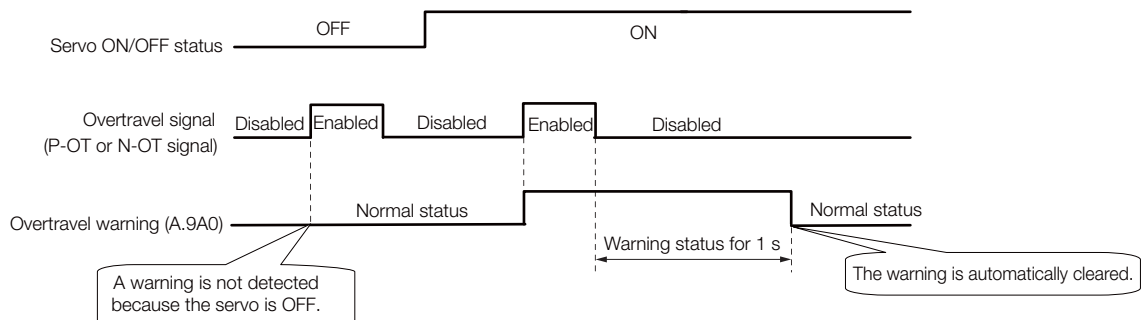 Servo ON/OFF status
OFF
ON
Overtravel signal
(P-OT or N-OT signal)
Disabled
Enabled
Disabled
Enabled
Disabled
Overtravel warning (A.9A0)
Normal status
Normal status
Warning status for 1 s
A warning is not detected
because the servo is OFF.
The warning is automatically cleared.